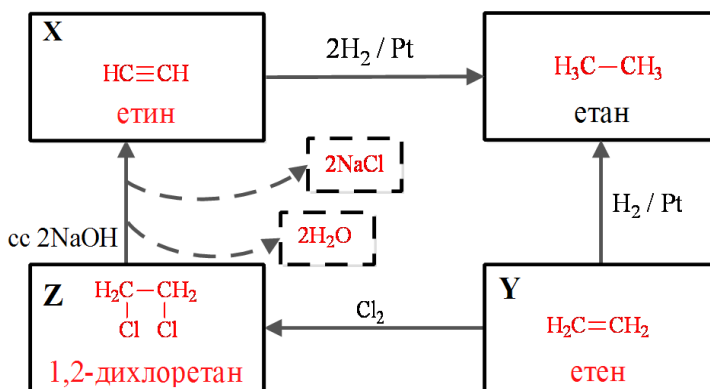 X
HC≡CH
етин
2H₂ / Pt
H₃C—CH₃
етан
2NaCl
H₂ / Pt
cc 2NaOH
2H₂O
Z
H₂C—CH₂
Cl Cl
1,2-дихлоретан
Cl₂
Y
H₂C=CH₂
етен